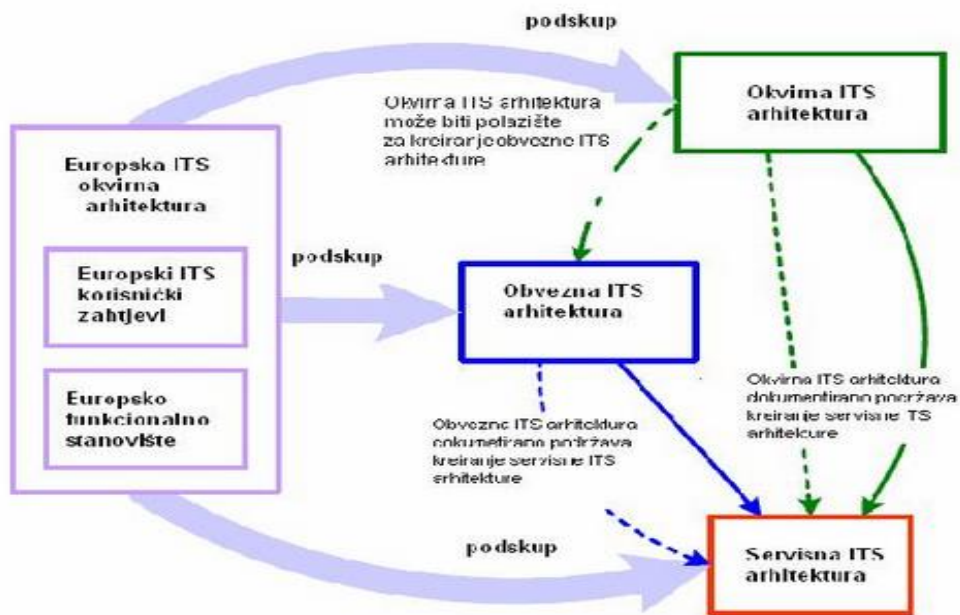 podskup
Okvirna ITS
arhitektura
Okvirna ITS arhitektura
može biti polazište
za kreiranje obvezne ITS
arhitekture
Europska ITS
okvirna
arhitektura
Europski ITS
korisnički
zahtjevi
Europsko
funkcionalno
stanovište
podskup
Obvezna ITS
arhitektura
Okvirna ITS arhitektura
dokumentirano podržava
kreiranje servisne ITS
arhitekture
Obvezna ITS arhitektura
dokumetirano podržava
kreiranje servisne ITS
arhitekture
podskup
Servisna ITS
arhitektura